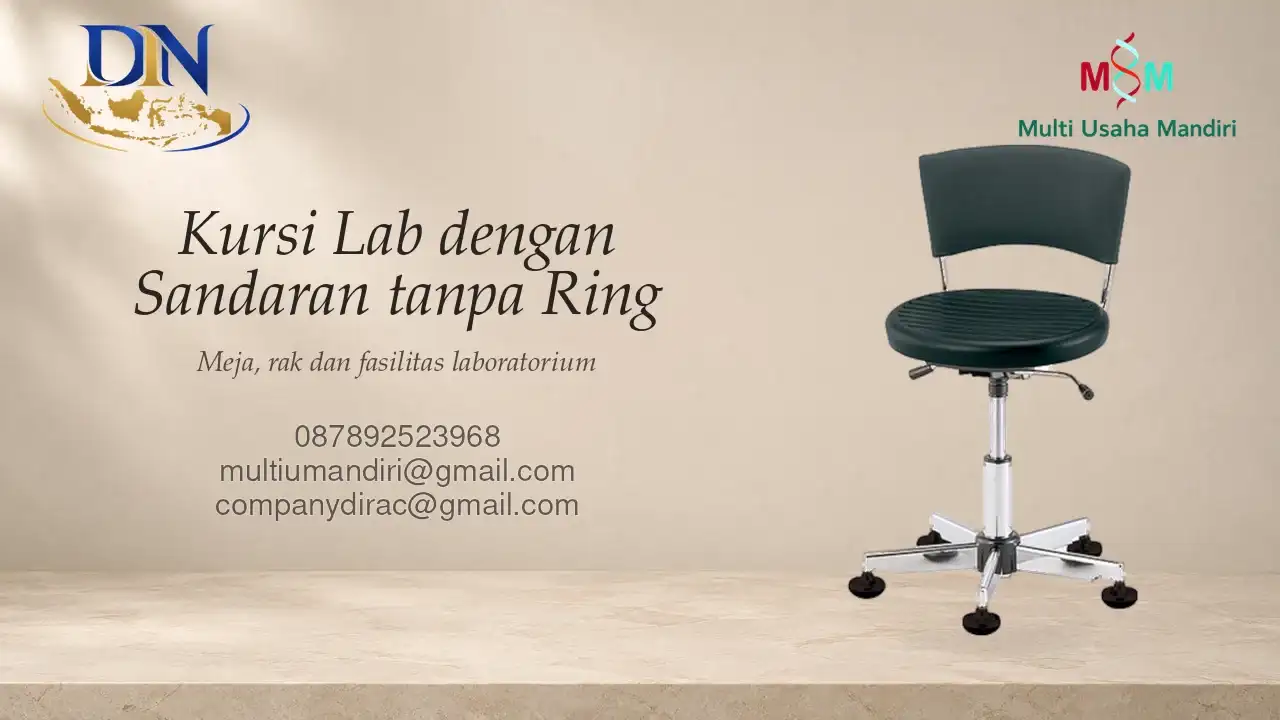 DIN
MSM
Multi Usaha Mandiri
Kursi Lab dengan
Sandaran tanpa Ring
Meja, rak dan fasilitas laboratorium
087892523968
multiumandiri@gmail.com
companydirac@gmail.com